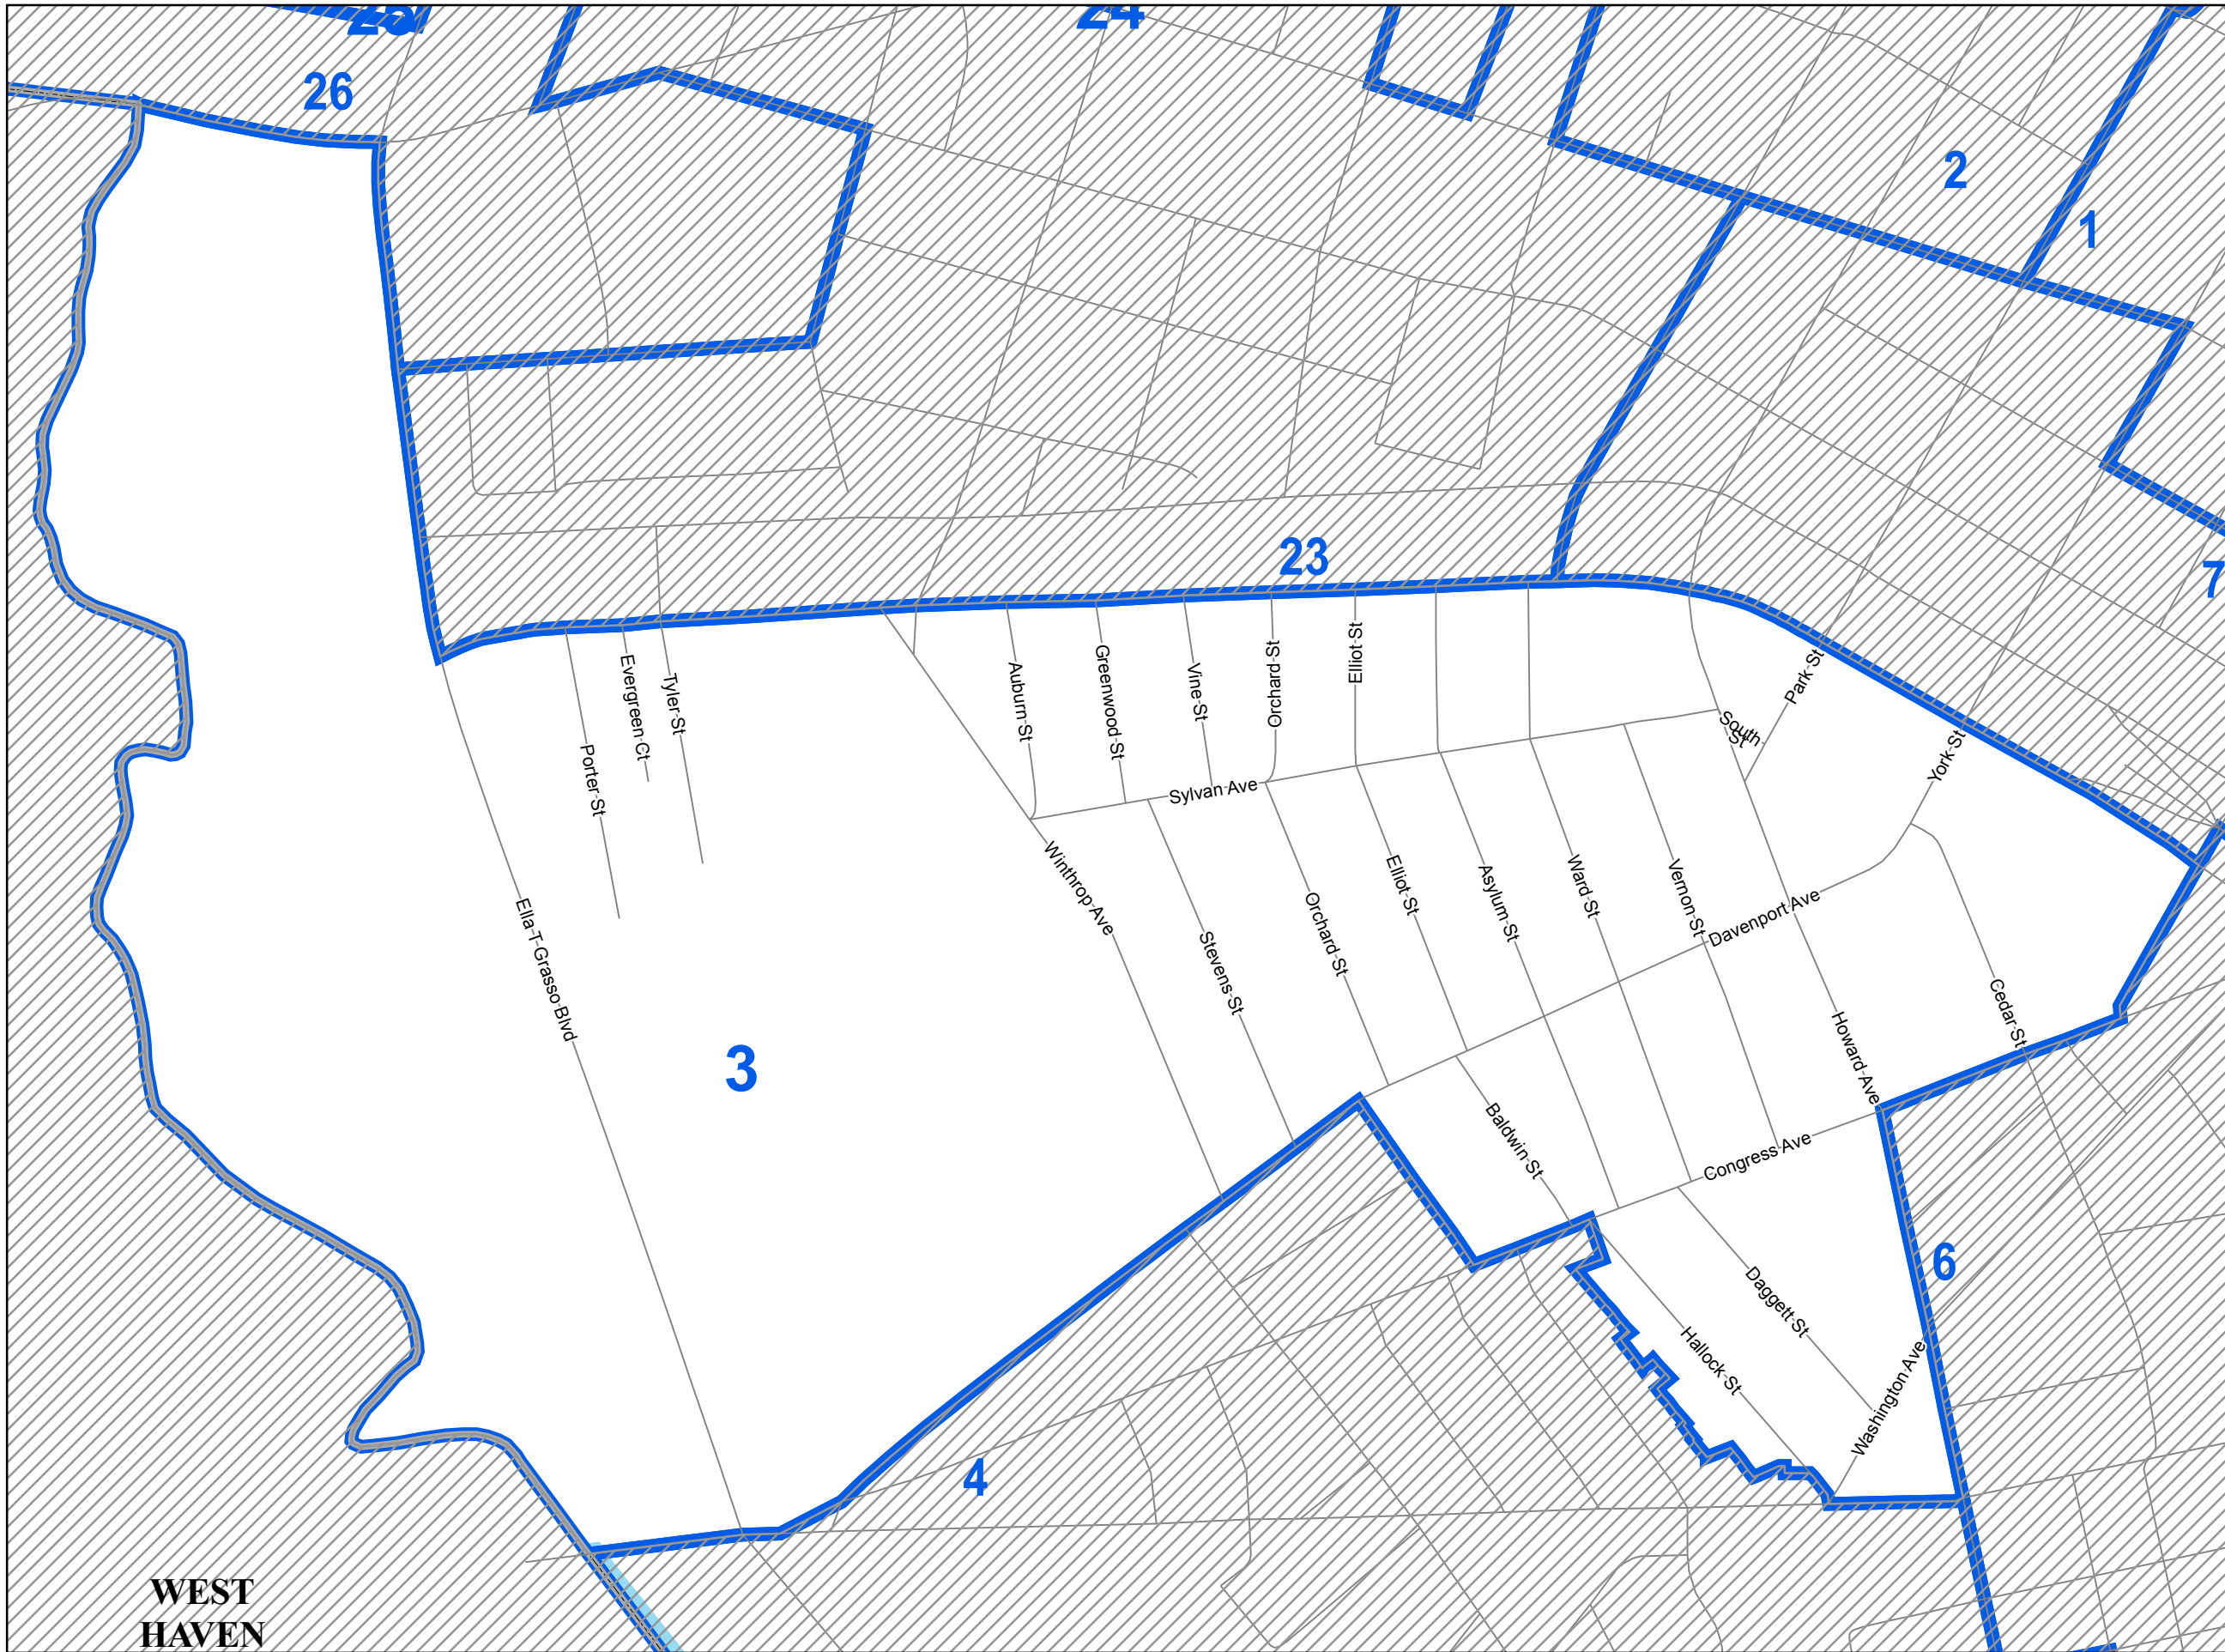 25
24
26
2
1
23
7
Elliot St
Orchard St
Auburn St
Greenwood St
Vine St
Evergreen Ct
Tyler St
Porter St
Park St
South
St
York St
Sylvan Ave
Winthrop Ave
Elliot St
Asylum St
Ward St
Vernon St
Davenport Ave
Orchard St
Stevens St
Ella T Grasso Blvd
Cedar St
Howard Ave
3
Baldwin St
Congress Ave
6
Daggett St
Hallock St
Washington Ave
4
WEST
HAVEN